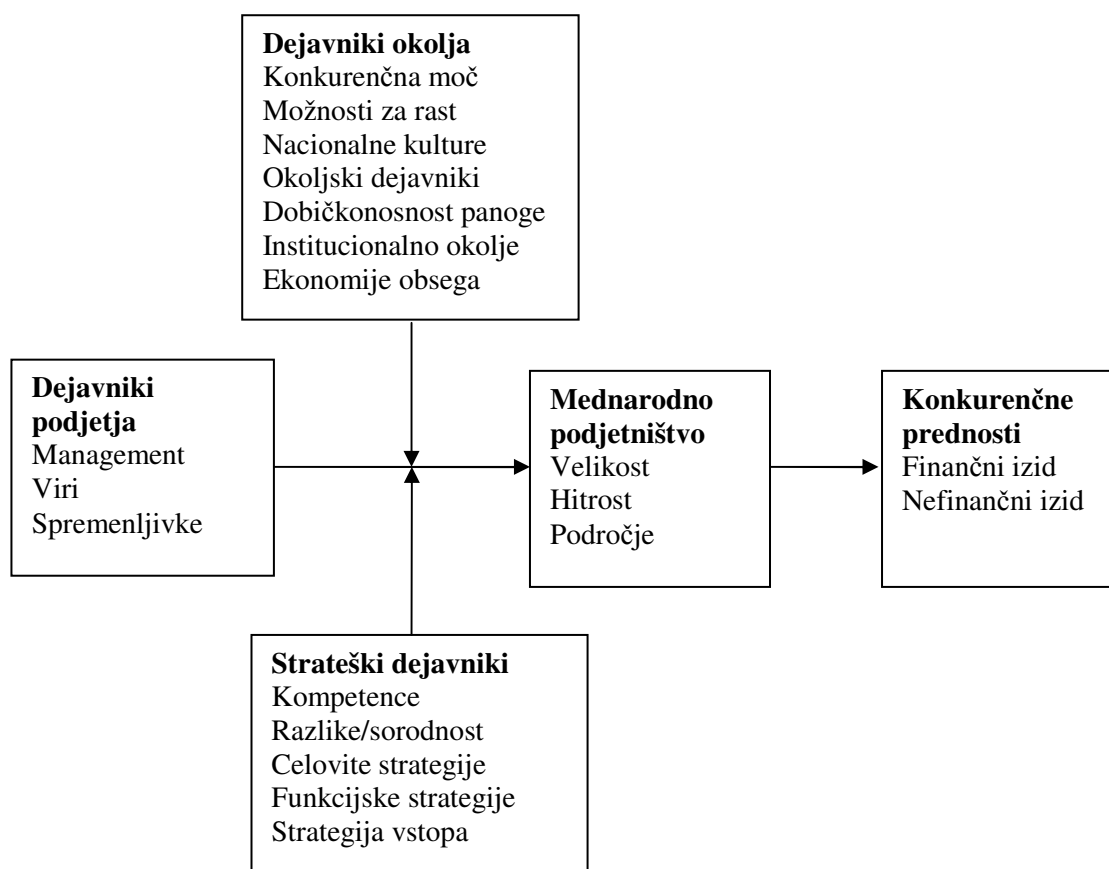 Dejavniki okolja
Konkurenčna moč
Možnosti za rast
Nacionalne kulture
Okoljski dejavniki
Dobičkonosnost panoge
Institucionalno okolje
Ekonomije obsega
Dejavniki
podjetja
Management
Viri
Spremenljivke
Mednarodno
podjetništvo
Velikost
Hitrost
Področje
Konkurenčne
prednosti
Finančni izid
Nefinančni izid
Strateški dejavniki
Kompetence
Razlike/sorodnost
Celovite strategije
Funkcijske strategije
Strategija vstopa